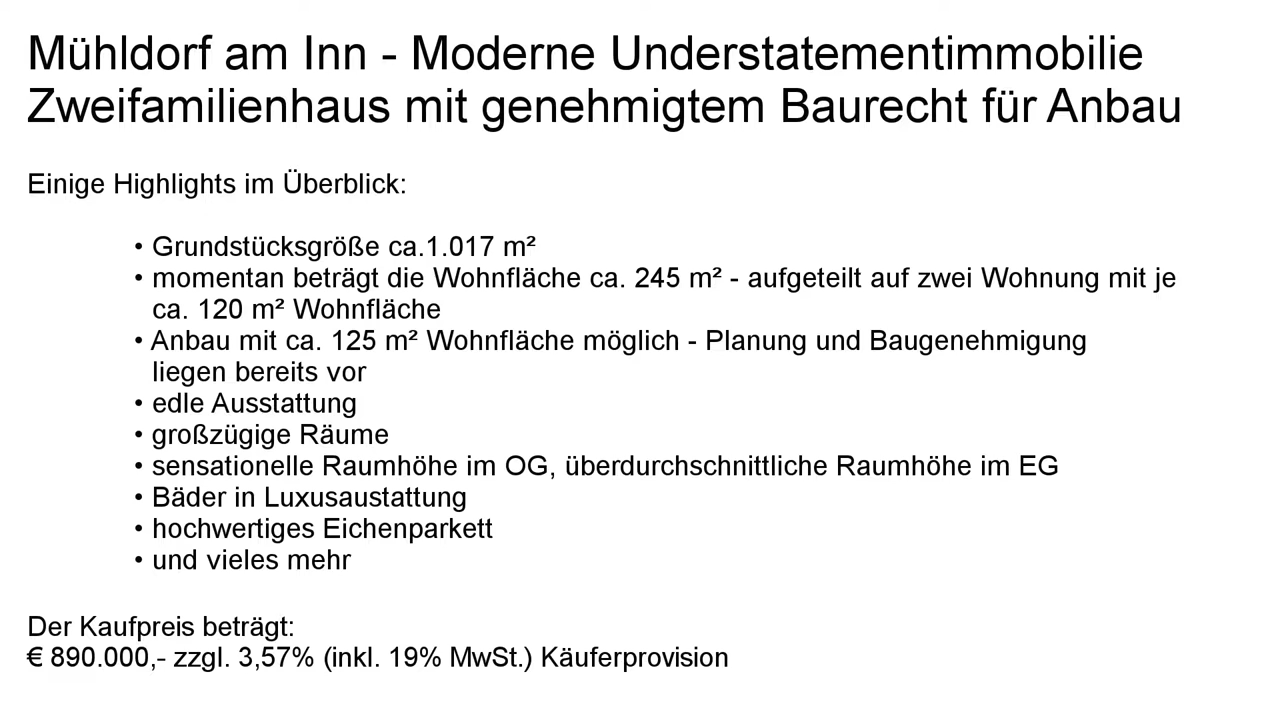 Mühldorf am Inn - Moderne Understatementimmobilie
Zweifamilienhaus mit genehmigtem Baurecht für Anbau
Einige Highlights im Überblick:
• Grundstücksgröße ca.1.017 m²
• momentan beträgt die Wohnfläche ca. 245 m² - aufgeteilt auf zwei Wohnung mit je
ca. 120 m² Wohnfläche
• Anbau mit ca. 125 m² Wohnfläche möglich - Planung und Baugenehmigung
liegen bereits vor
• edle Ausstattung
• großzügige Räume
• sensationelle Raumhöhe im OG, überdurchschnittliche Raumhöhe im EG
• Bäder in Luxusaustattung
• hochwertiges Eichenparkett
• und vieles mehr
Der Kaufpreis beträgt:
€ 890.000,- zzgl. 3,57% (inkl. 19% MwSt.) Käuferprovision